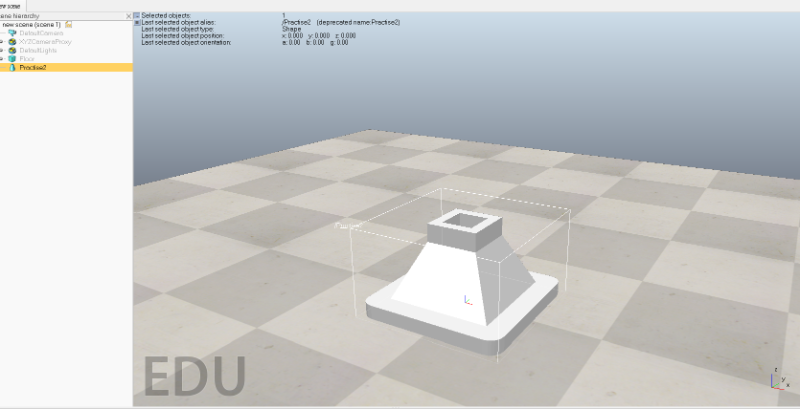 new scene
Scene hierarchy
new scene (scene 1)
DefaultCamera
XYZCameraProxy
DefaultLights
Floor
Practise2
Selected objects: 1
Last selected object alias: /Practise2 (deprecated name:Practise2)
Last selected object type: Shape
Last selected object position: x: 0.000 y: 0.000 z: 0.000
Last selected object orientation: a: 0.00 b: 0.00 g: 0.00
EDU
z
y
x